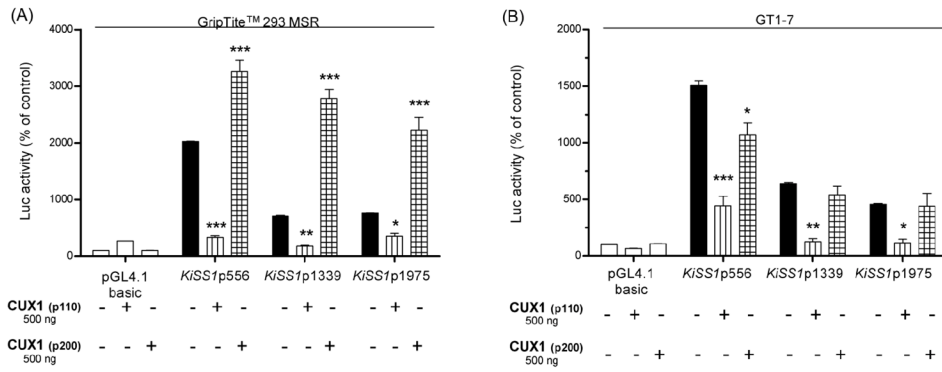 (A)
GripTite™ 293 MSR
Luc activity (% of control)
4000
3000
2000
1000
0
***
***
**
***
*
***
pGL4.1 basic
KiSS1p556
KiSS1p1339
KiSS1p1975
CUX1 (p110) 500 ng
- + - - + - - + - - + -
CUX1 (p200) 500 ng
- - + - - + - - + - - +
(B)
GT1-7
Luc activity (% of control)
1500
1000
500
0
***
*
**
*
pGL4.1 basic
KiSS1p556
KiSS1p1339
KiSS1p1975
CUX1 (p110) 500 ng
- + - - + - - + - - + -
CUX1 (p200) 500 ng
- - + - - + - - + - - +